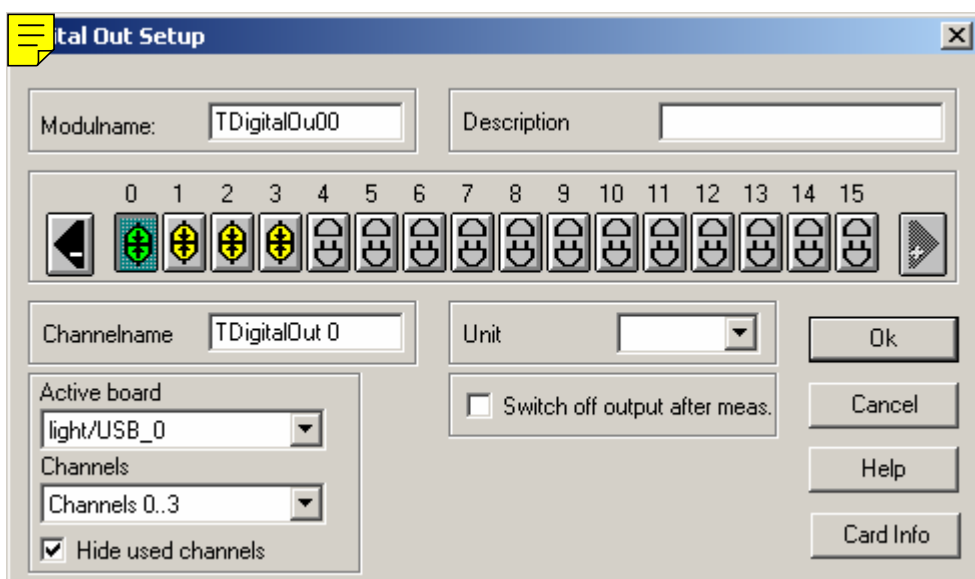 ital Out Setup
Modulname: TDigitalOu00 Description
0 1 2 3 4 5 6 7 8 9 10 11 12 13 14 15
Channelname TDigitalOut 0 Unit
Ok
Active board
light/USB_0
Switch off output after meas.
Cancel
Channels
Channels 0..3
Help
Hide used channels
Card Info